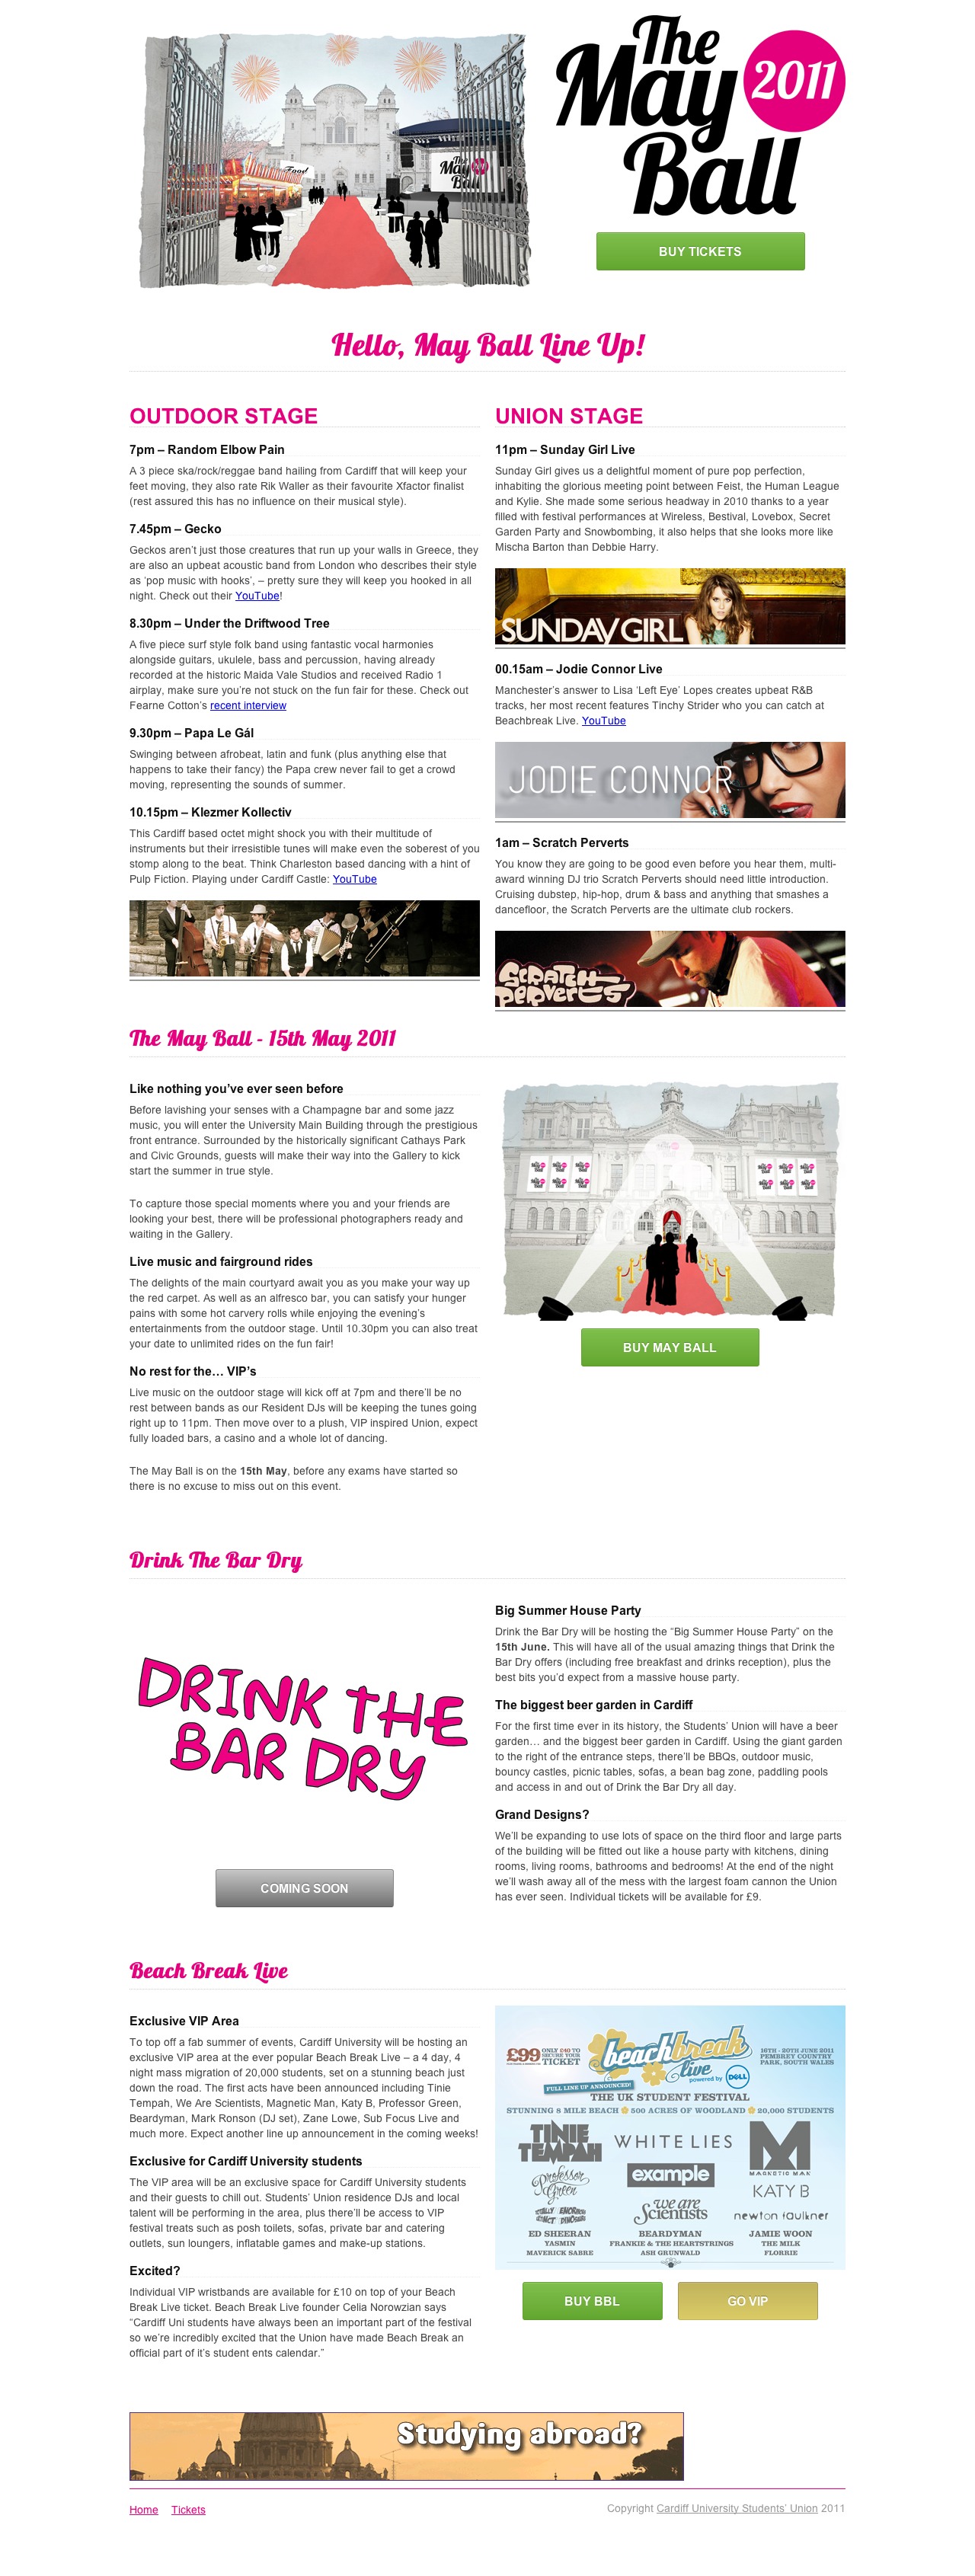 Food
The
May
Ball
The
May
Ball
2011
BUY TICKETS
Hello, May Ball Line Up!
OUTDOOR STAGE
7pm – Random Elbow Pain
A 3 piece ska/rock/reggae band hailing from Cardiff that will keep your
feet moving, they also rate Rik Waller as their favourite Xfactor finalist
(rest assured this has no influence on their musical style).
7.45pm – Gecko
Geckos aren’t just those creatures that run up your walls in Greece, they
are also an upbeat acoustic band from London who describes their style
as ‘pop music with hooks’, – pretty sure they will keep you hooked in all
night. Check out their YouTube!
8.30pm – Under the Driftwood Tree
A five piece surf style folk band using fantastic vocal harmonies
alongside guitars, ukulele, bass and percussion, having already
recorded at the historic Maida Vale Studios and received Radio 1
airplay, make sure you’re not stuck on the fun fair for these. Check out
Fearne Cotton’s recent interview
9.30pm – Papa Le Gál
Swinging between afrobeat, latin and funk (plus anything else that
happens to take their fancy) the Papa crew never fail to get a crowd
moving, representing the sounds of summer.
10.15pm – Klezmer Kollectiv
This Cardiff based octet might shock you with their multitude of
instruments but their irresistible tunes will make even the soberest of you
stomp along to the beat. Think Charleston based dancing with a hint of
Pulp Fiction. Playing under Cardiff Castle: YouTube
UNION STAGE
11pm – Sunday Girl Live
Sunday Girl gives us a delightful moment of pure pop perfection,
inhabiting the glorious meeting point between Feist, the Human League
and Kylie. She made some serious headway in 2010 thanks to a year
filled with festival performances at Wireless, Bestival, Lovebox, Secret
Garden Party and Snowbombing, it also helps that she looks more like
Mischa Barton than Debbie Harry.
SUNDAY GIRL
00.15am – Jodie Connor Live
Manchester’s answer to Lisa ‘Left Eye’ Lopes creates upbeat R&B
tracks, her most recent features Tinchy Strider who you can catch at
Beachbreak Live. YouTube
JODIE CONNOR
1am – Scratch Perverts
You know they are going to be good even before you hear them, multi-
award winning DJ trio Scratch Perverts should need little introduction.
Cruising dubstep, hip-hop, drum & bass and anything that smashes a
dancefloor, the Scratch Perverts are the ultimate club rockers.
SCRATCH
PERVERTS
The May Ball - 15th May 2011
Like nothing you’ve ever seen before
Before lavishing your senses with a Champagne bar and some jazz
music, you will enter the University Main Building through the prestigious
front entrance. Surrounded by the historically significant Cathays Park
and Civic Grounds, guests will make their way into the Gallery to kick
start the summer in true style.
To capture those special moments where you and your friends are
looking your best, there will be professional photographers ready and
waiting in the Gallery.
Live music and fairground rides
The delights of the main courtyard await you as you make your way up
the red carpet. As well as an alfresco bar, you can satisfy your hunger
pains with some hot carvery rolls while enjoying the evening’s
entertainments from the outdoor stage. Until 10.30pm you can also treat
your date to unlimited rides on the fun fair!
No rest for the… VIP’s
Live music on the outdoor stage will kick off at 7pm and there’ll be no
rest between bands as our Resident DJs will be keeping the tunes going
right up to 11pm. Then move over to a plush, VIP inspired Union, expect
fully loaded bars, a casino and a whole lot of dancing.
The May Ball is on the 15th May, before any exams have started so
there is no excuse to miss out on this event.
BUY MAY BALL
Drink The Bar Dry
DRINK THE
BAR DRY
COMING SOON
Big Summer House Party
Drink the Bar Dry will be hosting the “Big Summer House Party” on the
15th June. This will have all of the usual amazing things that Drink the
Bar Dry offers (including free breakfast and drinks reception), plus the
best bits you’d expect from a massive house party.
The biggest beer garden in Cardiff
For the first time ever in its history, the Students’ Union will have a beer
garden… and the biggest beer garden in Cardiff. Using the giant garden
to the right of the entrance steps, there’ll be BBQs, outdoor music,
bouncy castles, picnic tables, sofas, a bean bag zone, paddling pools
and access in and out of Drink the Bar Dry all day.
Grand Designs?
We’ll be expanding to use lots of space on the third floor and large parts
of the building will be fitted out like a house party with kitchens, dining
rooms, living rooms, bathrooms and bedrooms! At the end of the night
we’ll wash away all of the mess with the largest foam cannon the Union
has ever seen. Individual tickets will be available for £9.
Beach Break Live
Exclusive VIP Area
To top off a fab summer of events, Cardiff University will be hosting an
exclusive VIP area at the ever popular Beach Break Live – a 4 day, 4
night mass migration of 20,000 students, set on a stunning beach just
down the road. The first acts have been announced including Tinie
Tempah, We Are Scientists, Magnetic Man, Katy B, Professor Green,
Beardyman, Mark Ronson (DJ set), Zane Lowe, Sub Focus Live and
much more. Expect another line up announcement in the coming weeks!
Exclusive for Cardiff University students
The VIP area will be an exclusive space for Cardiff University students
and their guests to chill out. Students’ Union residence DJs and local
talent will be performing in the area, plus there’ll be access to VIP
festival treats such as posh toilets, sofas, private bar and catering
outlets, sun loungers, inflatable games and make-up stations.
Excited?
Individual VIP wristbands are available for £10 on top of your Beach
Break Live ticket. Beach Break Live founder Celia Norowzian says
“Cardiff Uni students have always been an important part of the festival
so we’re incredibly excited that the Union have made Beach Break an
official part of it’s student ents calendar.”
£99 ONLY £40 TO
SECURE YOUR
TICKET
beachbreak
live
powered by DELL
16TH - 20TH JUNE 2011
PEMBREY COUNTRY
PARK, SOUTH WALES
FULL LINE UP ANNOUNCED!
THE UK STUDENT FESTIVAL
STUNNING 8 MILE BEACH 500 ACRES OF WOODLAND 20,000 STUDENTS
TINIE
TEMPAH
WHITE LIES
MAGNETIC MAN
Professor
Green
example
KATY B
TOTALLY ENORMOUS
EXTINCT DINOSAURS
we are
Scientists
newton faulkner
ED SHEERAN
BEARDYMAN
JAMIE WOON
YASMIN
FRANKIE & THE HEARTSTRINGS
THE MILK
MAVERICK SABRE
ASH GRUNWALD
FLORRIE
BUY BBL
GO VIP
Studying abroad?
Home Tickets
Copyright Cardiff University Students’ Union 2011